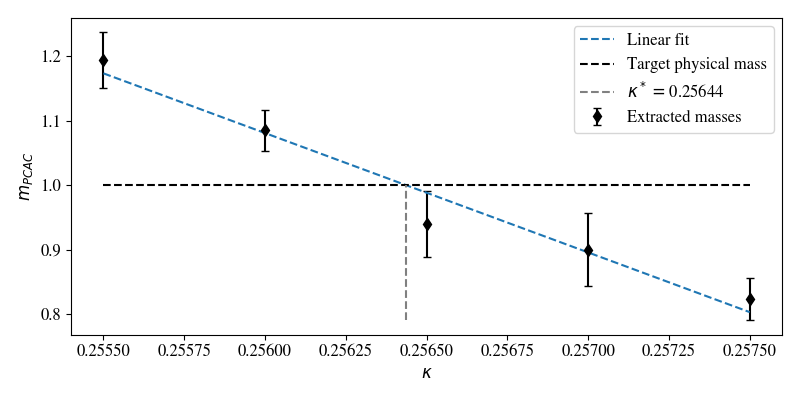 Linear fit
Target physical mass
κ* = 0.25644
Extracted masses
m_PCAC
1.2
1.1
1.0
0.9
0.8
0.25550 0.25575 0.25600 0.25625 0.25650 0.25675 0.25700 0.25725 0.25750
κ